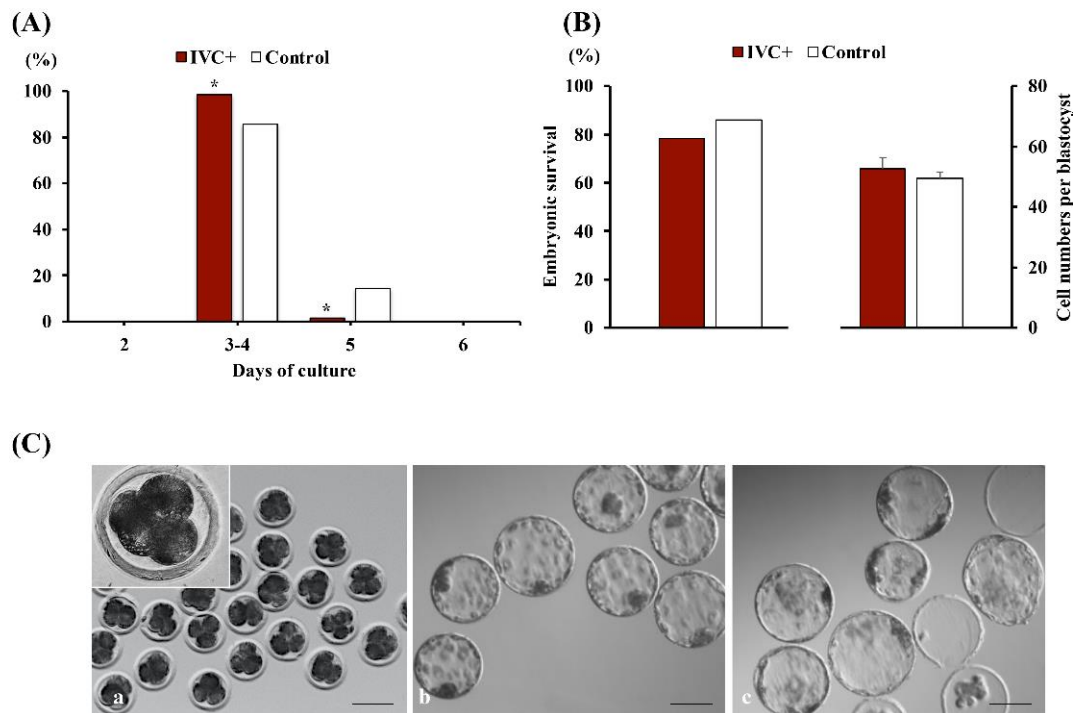 (A)
(%)
IVC+ Control
100
80
60
40
20
0
*
*
2 3-4 5 6
Days of culture
(B)
(%)
IVC+ Control
Embryonic survival
100
80
60
40
20
0
80
60
40
20
0
Cell numbers per blastocyst
(C)
a
b
c